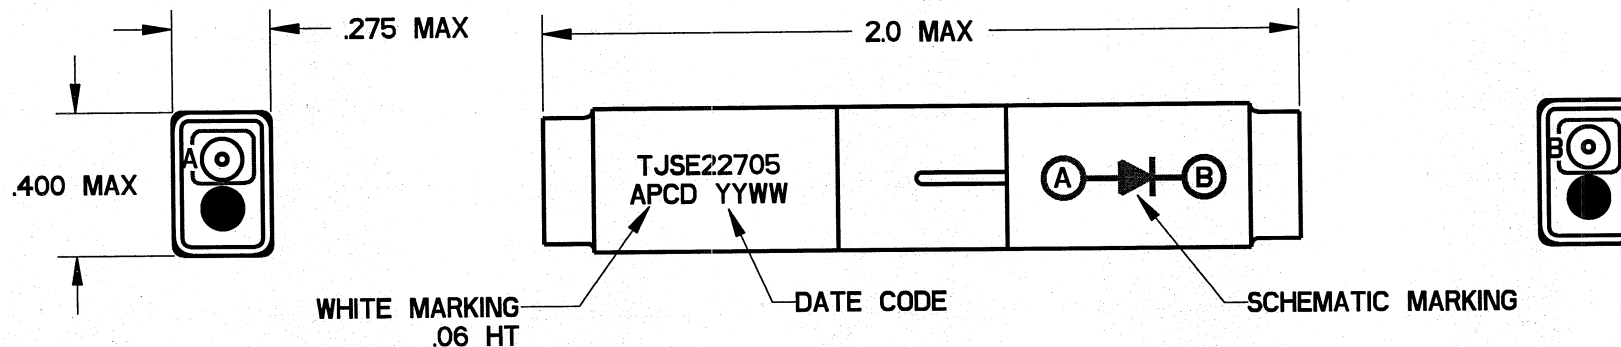 .275 MAX
2.0 MAX
.400 MAX
A
TJSE22705
APCD YYWW
A
B
B
WHITE MARKING
.06 HT
DATE CODE
SCHEMATIC MARKING